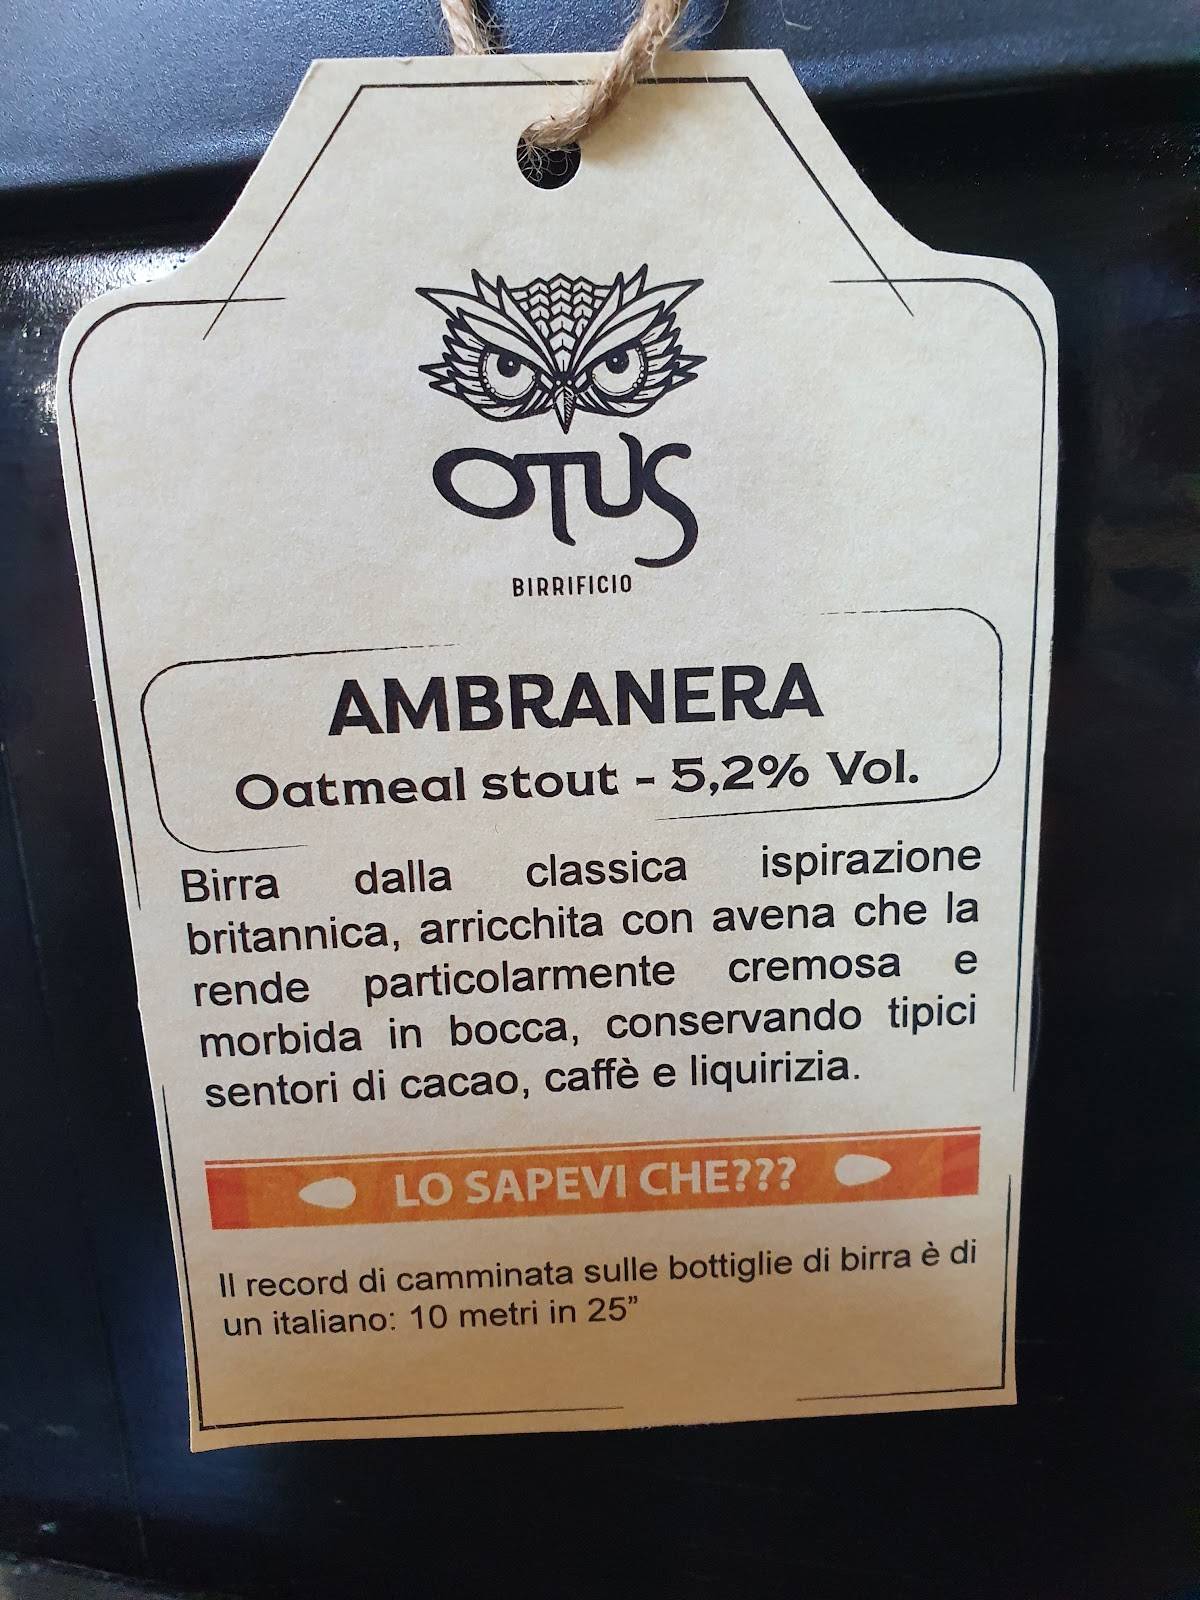 OTUS
BIRRIFICIO
AMBRANERA
Oatmeal stout - 5,2% Vol.
Birra dalla classica ispirazione
britannica, arricchita con avena che la
rende particolarmente cremosa e
morbida in bocca, conservando tipici
sentori di cacao, caffè e liquirizia.
LO SAPEVI CHE???
Il record di camminata sulle bottiglie di birra è di
un italiano: 10 metri in 25”